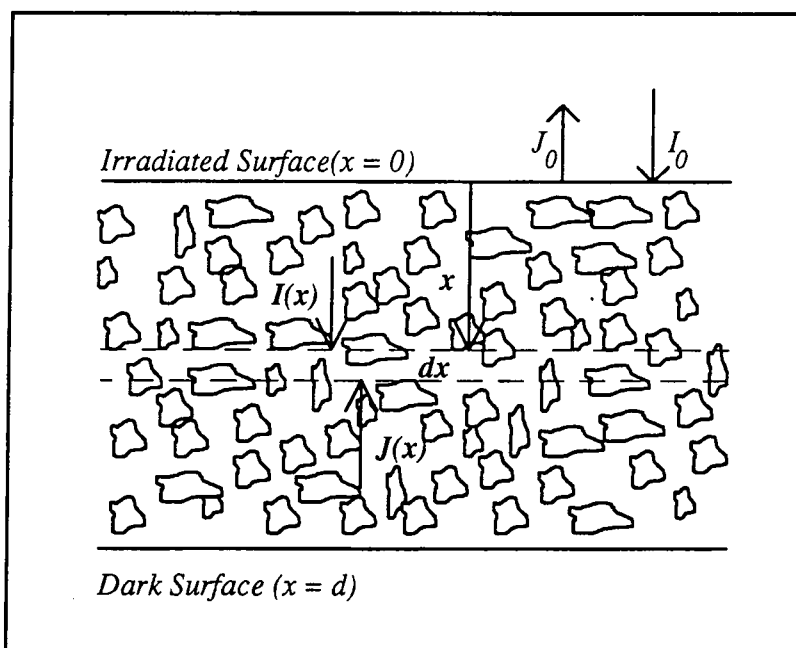 J₀ I₀
Irradiated Surface(x = 0)
I(x)
x
dx
J(x)
Dark Surface (x = d)